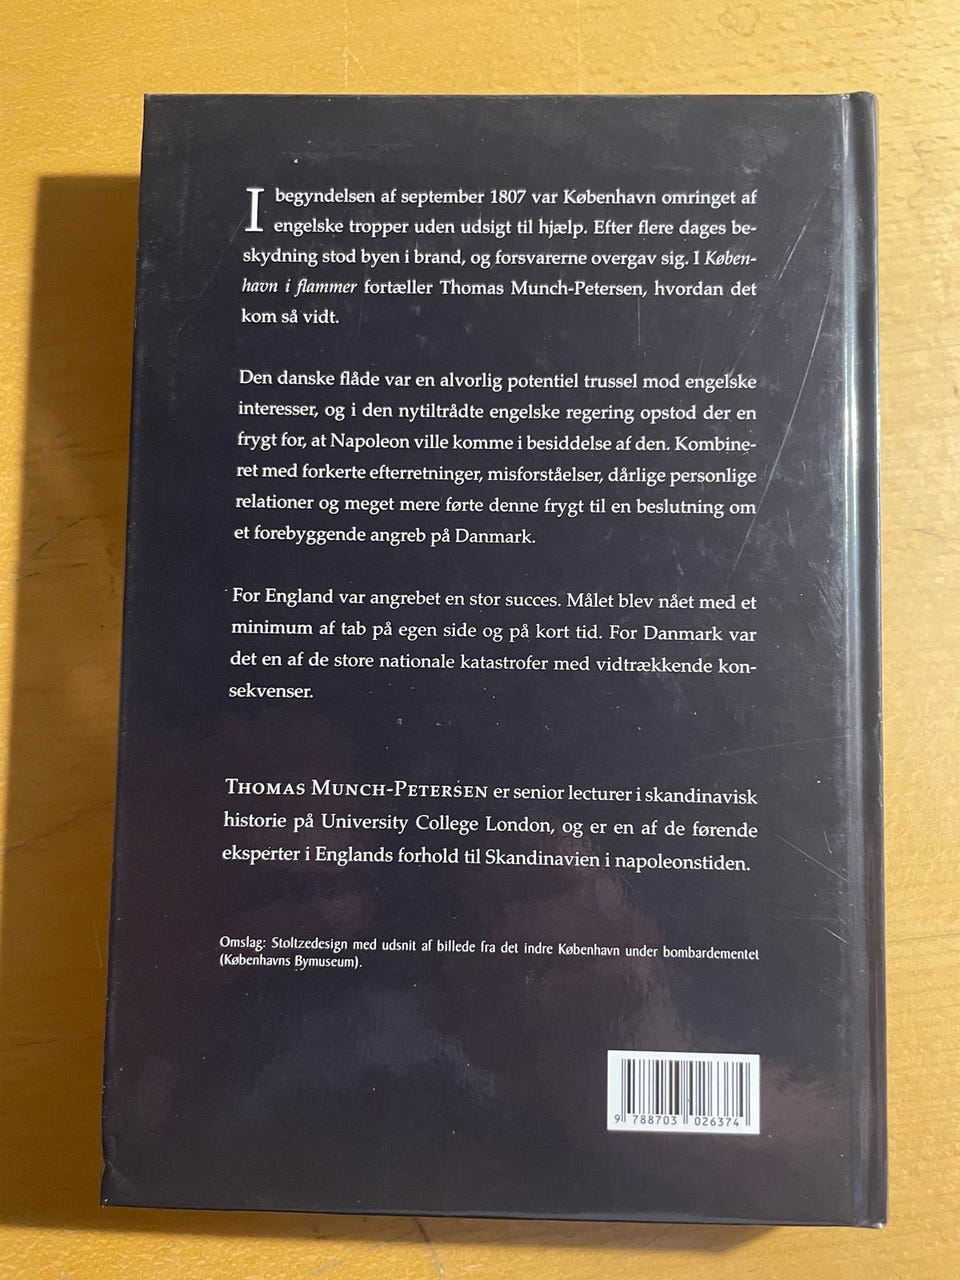 I begyndelsen af september 1807 var København omringet af
engelske tropper uden udsigt til hjælp. Efter flere dages be-
skydning stod byen i brand, og forsvarerne overgav sig. I Køben-
havn i flammer fortæller Thomas Munch-Petersen, hvordan det
kom så vidt.
Den danske flåde var en alvorlig potentiel trussel mod engelske
interesser, og i den nytiltrådte engelske regering opstod der en
frygt for, at Napoleon ville komme i besiddelse af den. Kombine-
ret med forkerte efterretninger, misforståelser, dårlige personlige
relationer og meget mere førte denne frygt til en beslutning om
et forebyggende angreb på Danmark.
For England var angrebet en stor succes. Målet blev nået med et
minimum af tab på egen side og på kort tid. For Danmark var
det en af de store nationale katastrofer med vidtrækkende kon-
sekvenser.
THOMAS MUNCH-PETERSEN er senior lecturer i skandinavisk
historie på University College London, og er en af de førende
eksperter i Englands forhold til Skandinavien i napoleonstiden.
Omslag: Stoltzedesign med udsnit af billede fra det indre København under bombardementet
(Københavns Bymuseum).
9 788703 026374